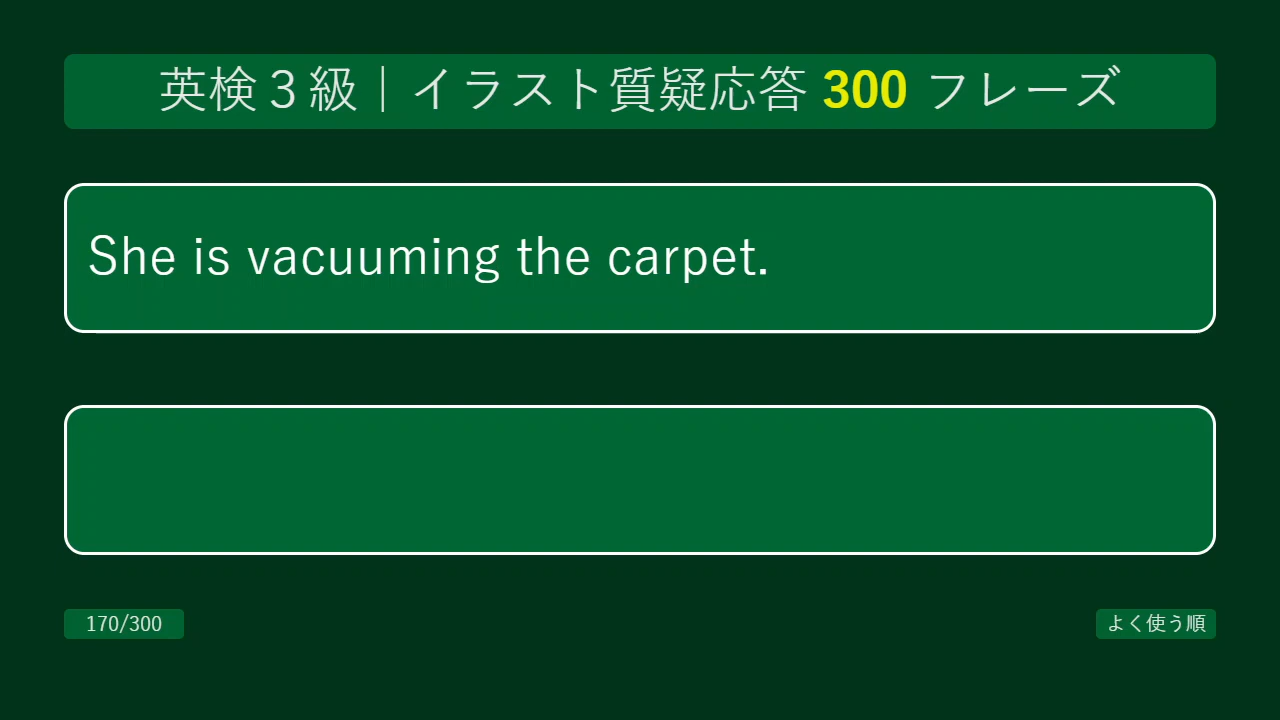 英検３級｜イラスト質疑応答 300 フレーズ
She is vacuuming the carpet.
170/300
よく使う順